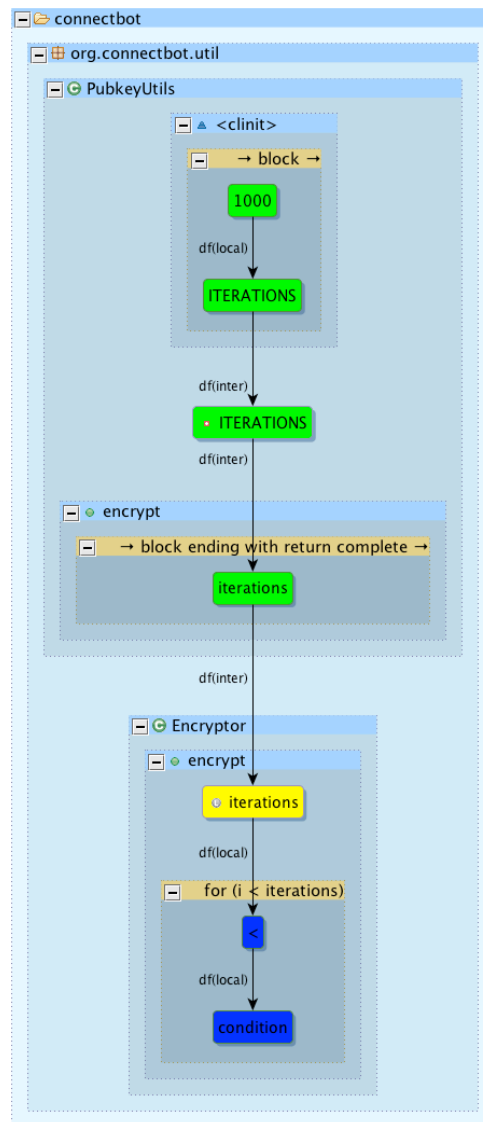 connectbot
org.connectbot.util
PubkeyUtils
<clinit>
→ block →
1000
df(local)
ITERATIONS
df(inter)
ITERATIONS
df(inter)
encrypt
→ block ending with return complete →
iterations
df(inter)
Encryptor
encrypt
iterations
df(local)
for (i < iterations)
<
df(local)
condition